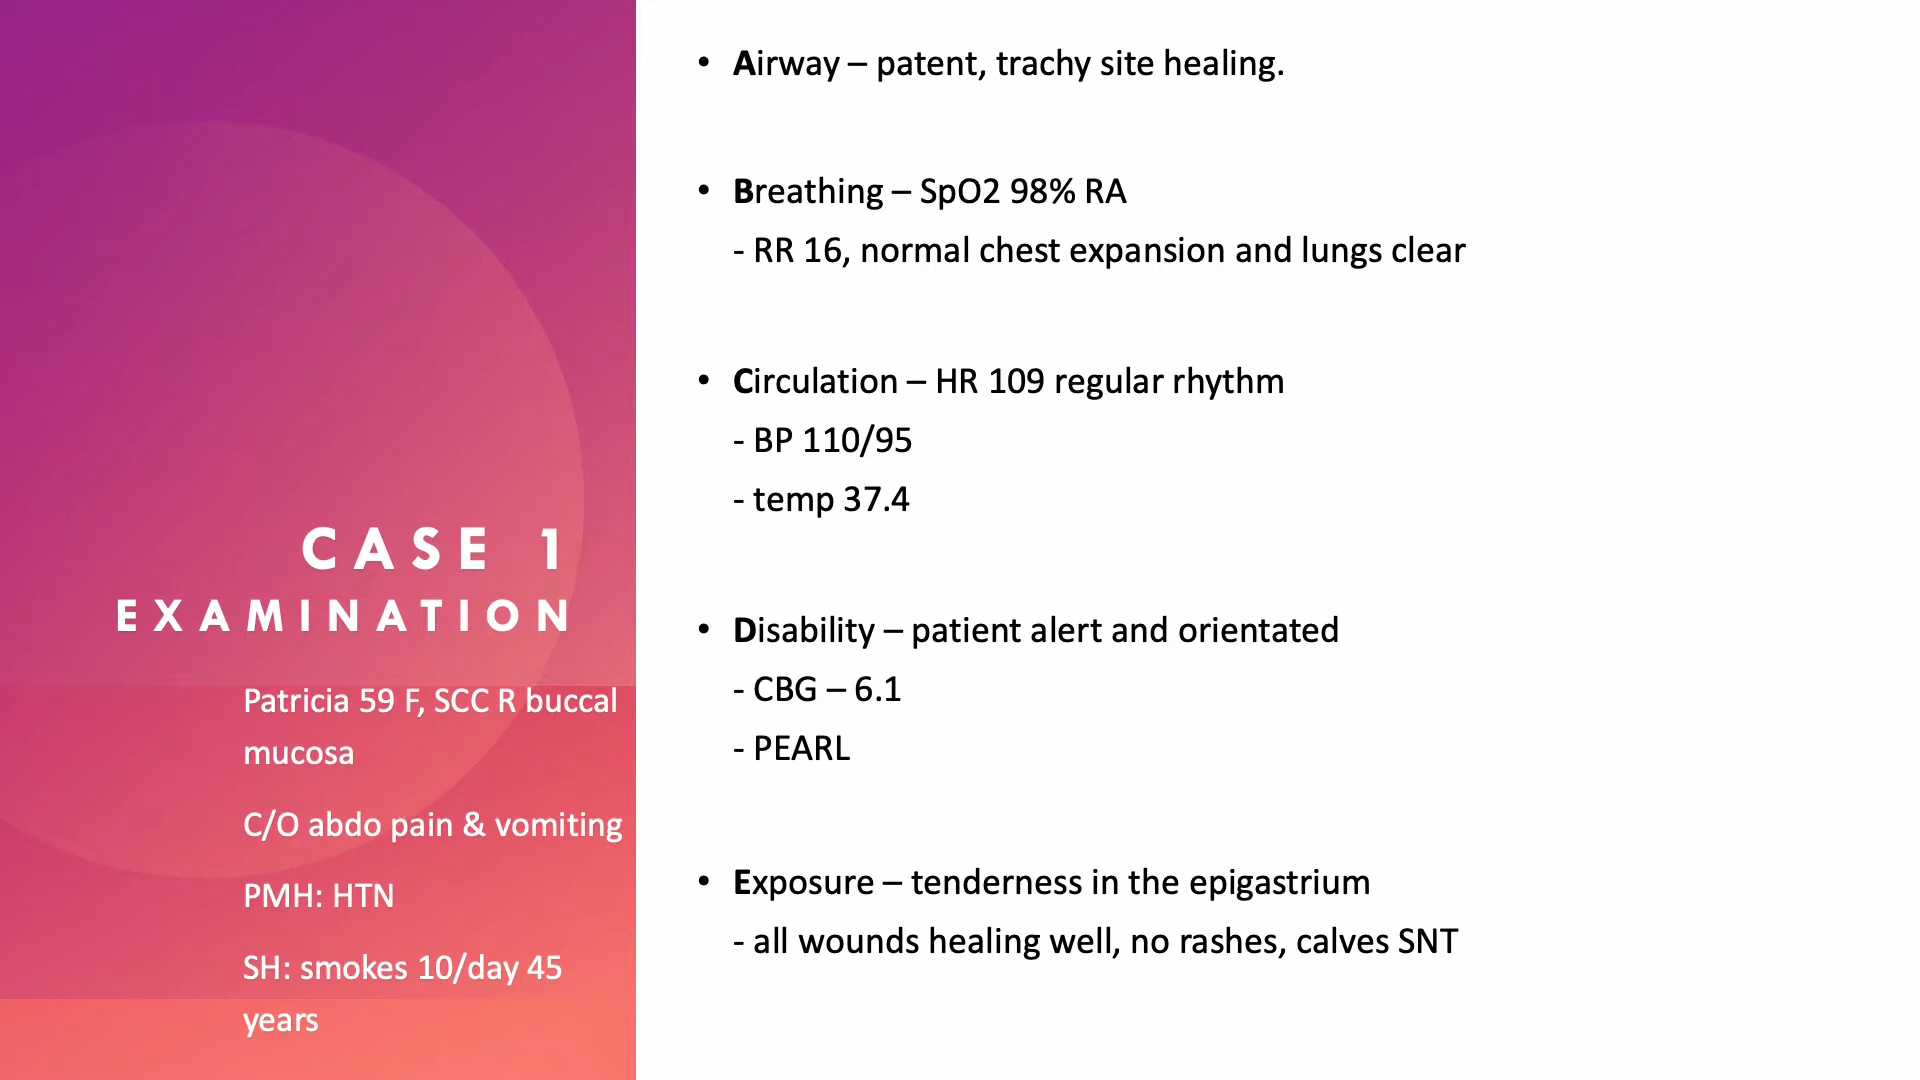 CASE 1
EXAMINATION
Patricia 59 F, SCC R buccal
mucosa
C/O abdo pain & vomiting
PMH: HTN
SH: smokes 10/day 45
years
• Airway – patent, trachy site healing.
• Breathing – SpO2 98% RA
- RR 16, normal chest expansion and lungs clear
• Circulation – HR 109 regular rhythm
- BP 110/95
- temp 37.4
• Disability – patient alert and orientated
- CBG – 6.1
- PEARL
• Exposure – tenderness in the epigastrium
- all wounds healing well, no rashes, calves SNT